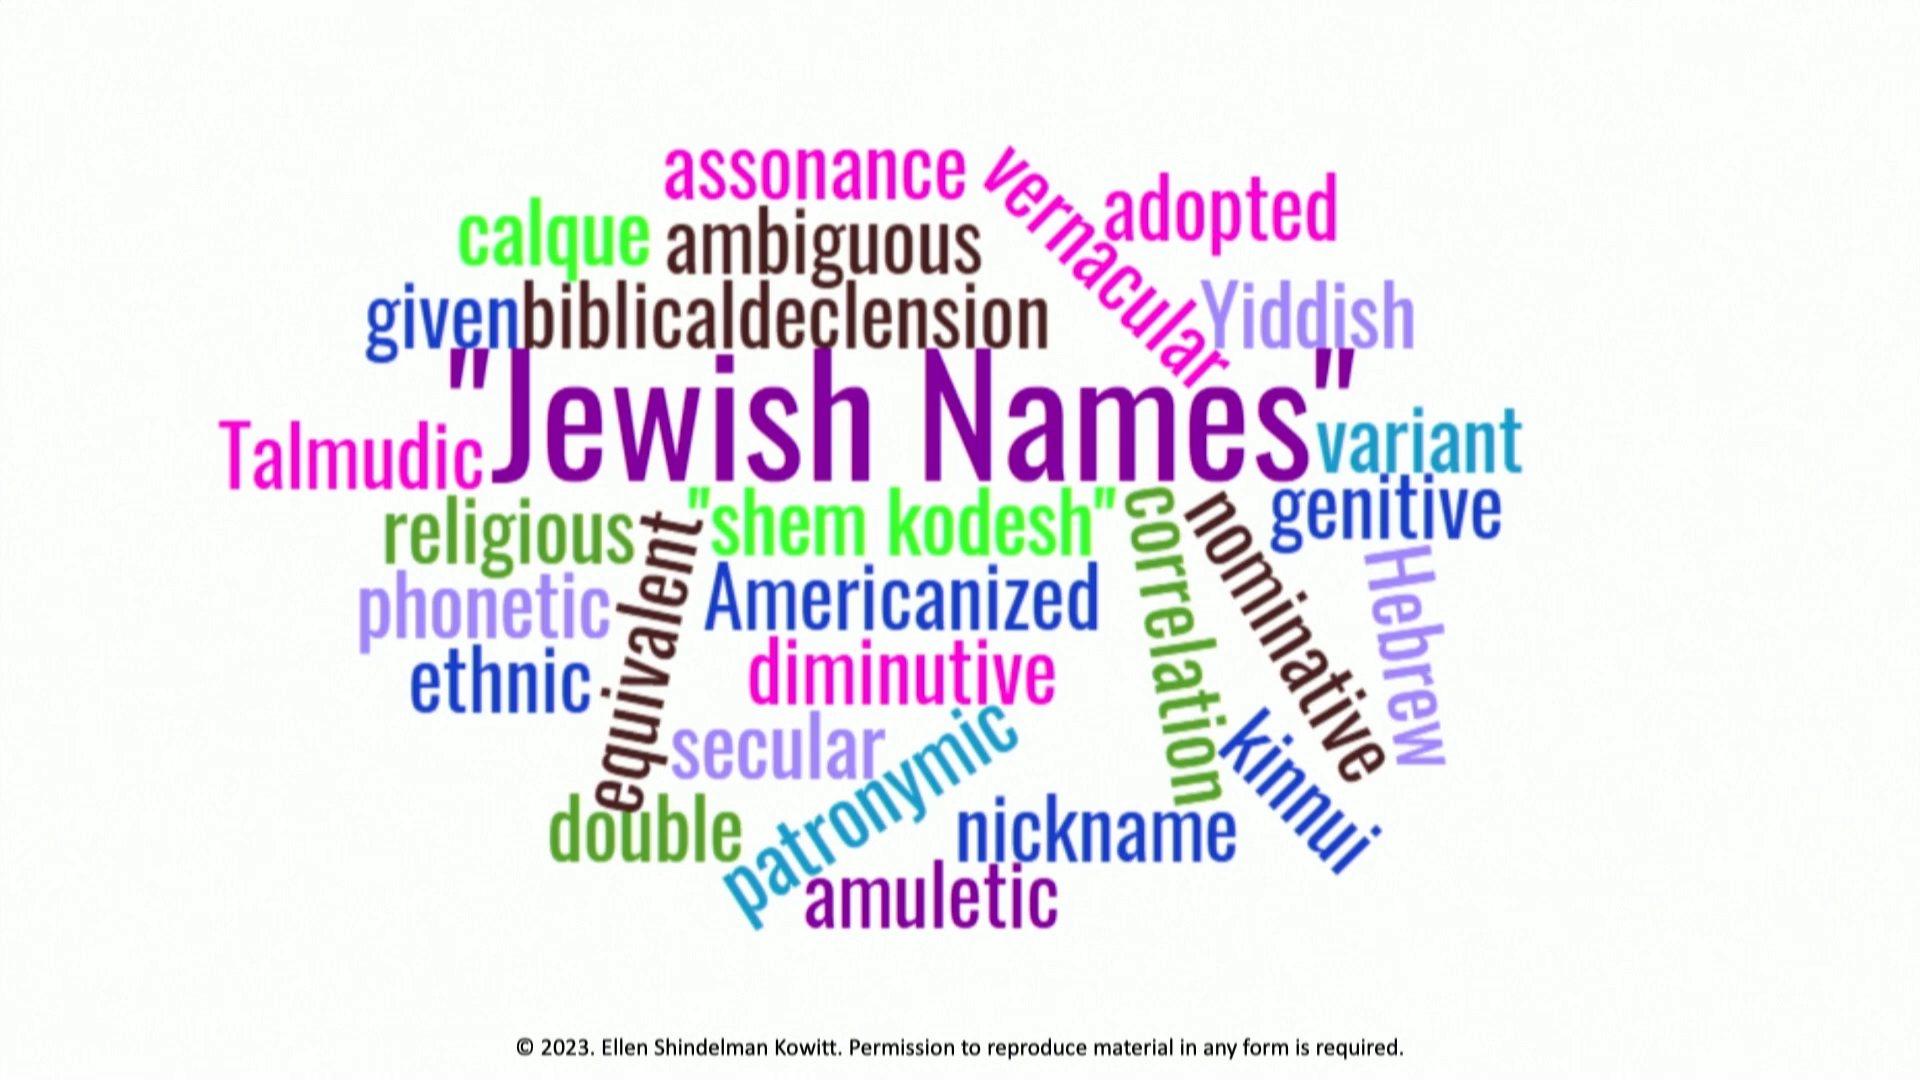 assonance
vernacular
adopted
calque
ambiguous
given
biblical
declension
Yiddish
"Jewish Names"
Talmudic
variant
religious
"shem kodesh"
genitive
equivalent
correlation
nominative
Hebrew
phonetic
Americanized
ethnic
diminutive
secular
patronymic
kinnui
double
nickname
amuletic
© 2023. Ellen Shindelman Kowitt. Permission to reproduce material in any form is required.